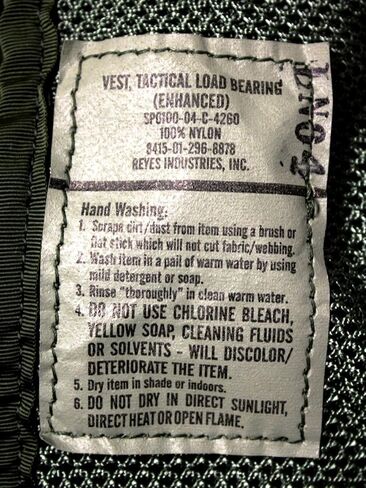 VEST, TACTICAL LOAD BEARING
(ENHANCED)
SPO100-04-C-4260
100% NYLON
8415-01-296-8878
REYES INDUSTRIES, INC.
Hand Washing:
1. Scrape dirt/dust from item using a brush or
flat stick which will not cut fabric/webbing.
2. Wash item in a pail of warm water by using
mild detergent or soap.
3. Rinse "thoroughly" in clean warm water.
4. DO NOT USE CHLORINE BLEACH,
YELLOW SOAP, CLEANING FLUIDS
OR SOLVENTS - WILL DISCOLOR/
DETERIORATE THE ITEM.
5. Dry item in shade or indoors.
6. DO NOT DRY IN DIRECT SUNLIGHT,
DIRECT HEAT OR OPEN FLAME.